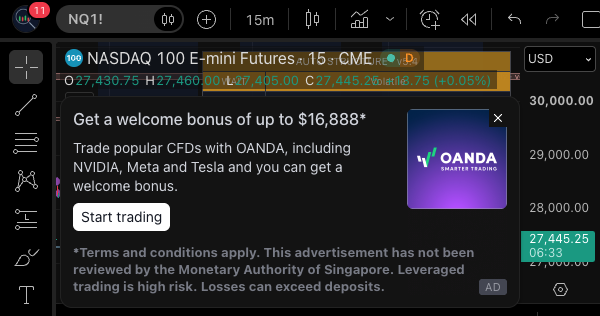 11
NQ1!
15m
100 NASDAQ 100 E-mini Futures · 15 · CME D
USD
O27,430.75 H27,460.00 L27,405.00 C27,445.25 +13.75 (+0.05%)
Volatile
30,000.00
Get a welcome bonus of up to $16,888*
Trade popular CFDs with OANDA, including
NVIDIA, Meta and Tesla and you can get a
welcome bonus.
Start trading
OANDA
SMARTER TRADING
29,000.00
28,000.00
27,445.25
06:33
*Terms and conditions apply. This advertisement has not been
reviewed by the Monetary Authority of Singapore. Leveraged
trading is high risk. Losses can exceed deposits.
AD
T